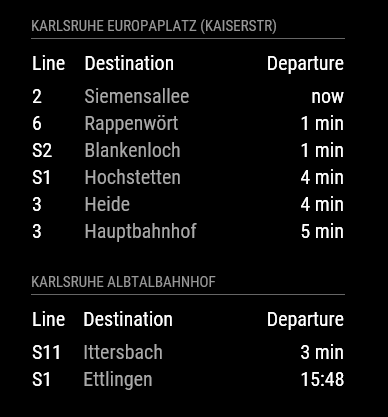 KARLSRUHE EUROPAPLATZ (KAISERSTR)
Line Destination Departure
2 Siemensallee now
6 Rappenwört 1 min
S2 Blankenloch 1 min
S1 Hochstetten 4 min
3 Heide 4 min
3 Hauptbahnhof 5 min
KARLSRUHE ALBTALBAHNHOF
Line Destination Departure
S11 Ittersbach 3 min
S1 Ettlingen 15:48